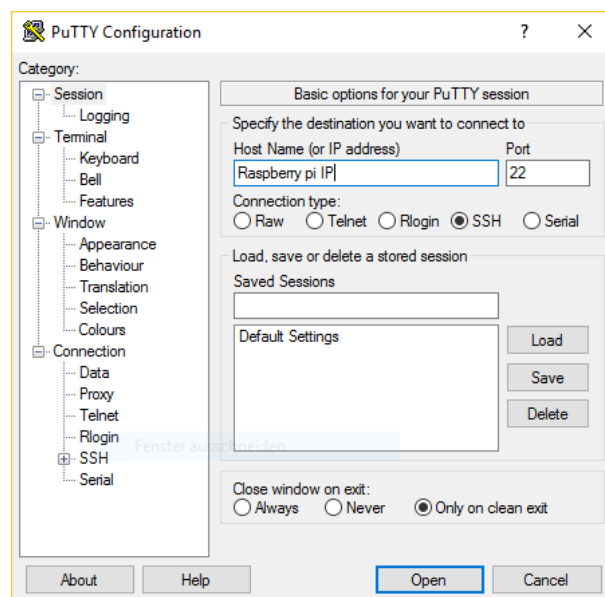 PuTTY Configuration
?
Category:
Session
Logging
Terminal
Keyboard
Bell
Features
Window
Appearance
Behaviour
Translation
Selection
Colours
Connection
Data
Proxy
Telnet
Rlogin
SSH
Serial
Fenster ausschneiden
Basic options for your PuTTY session
Specify the destination you want to connect to
Host Name (or IP address) Port
Raspberry pi IP 22
Connection type:
Raw Telnet Rlogin SSH Serial
Load, save or delete a stored session
Saved Sessions
Default Settings
Load
Save
Delete
Close window on exit:
Always Never Only on clean exit
About Help Open Cancel